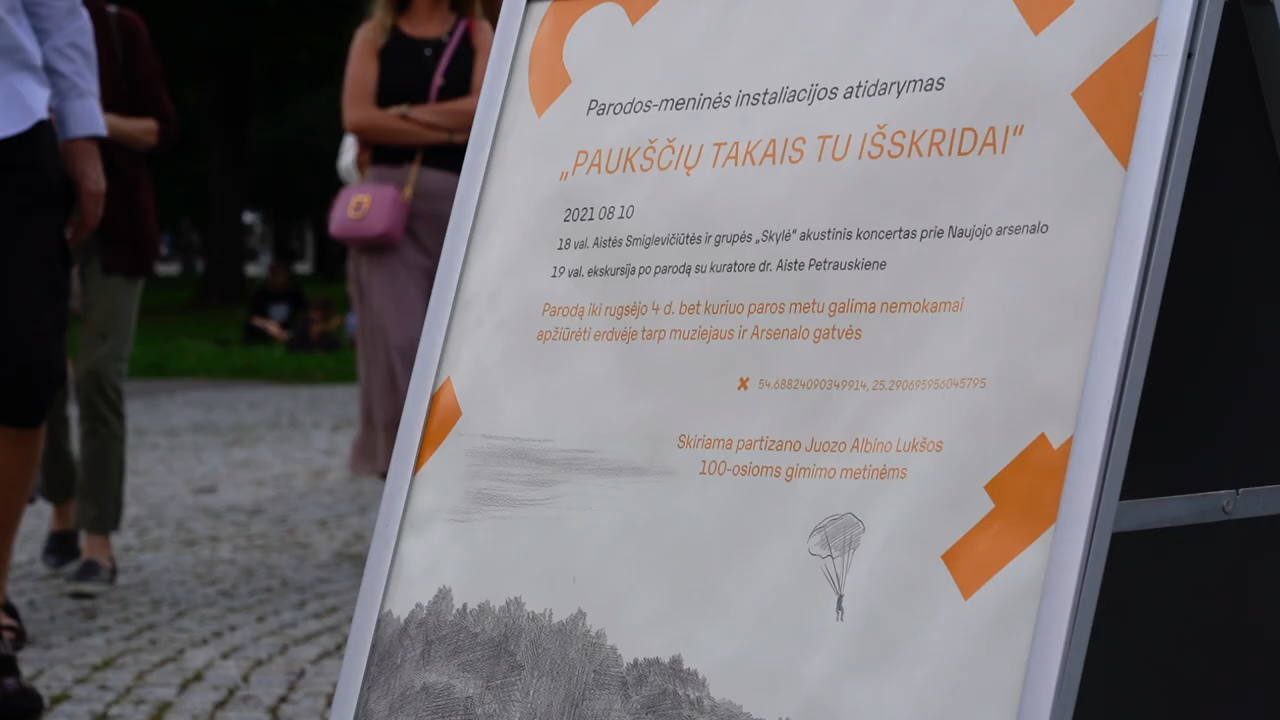 Parodos-meninės instaliacijos atidarymas
„PAUKŠČIŲ TAKAIS TU IŠSKRIDAI“
2021 08 10
18 val. Aistės Smiglevičiūtės ir grupės „Skylė“ akustinis koncertas prie Naujojo arsenalo
19 val. ekskursija po parodą su kuratore dr. Aiste Petrauskiene
Parodą iki rugsėjo 4 d. bet kuriuo paros metu galima nemokamai
apžiūrėti erdvėje tarp muziejaus ir Arsenalo gatvės
54.68824090349914, 25.290695956045795
Skiriama partizano Juozo Albino Lukšos
100-osioms gimimo metinėms